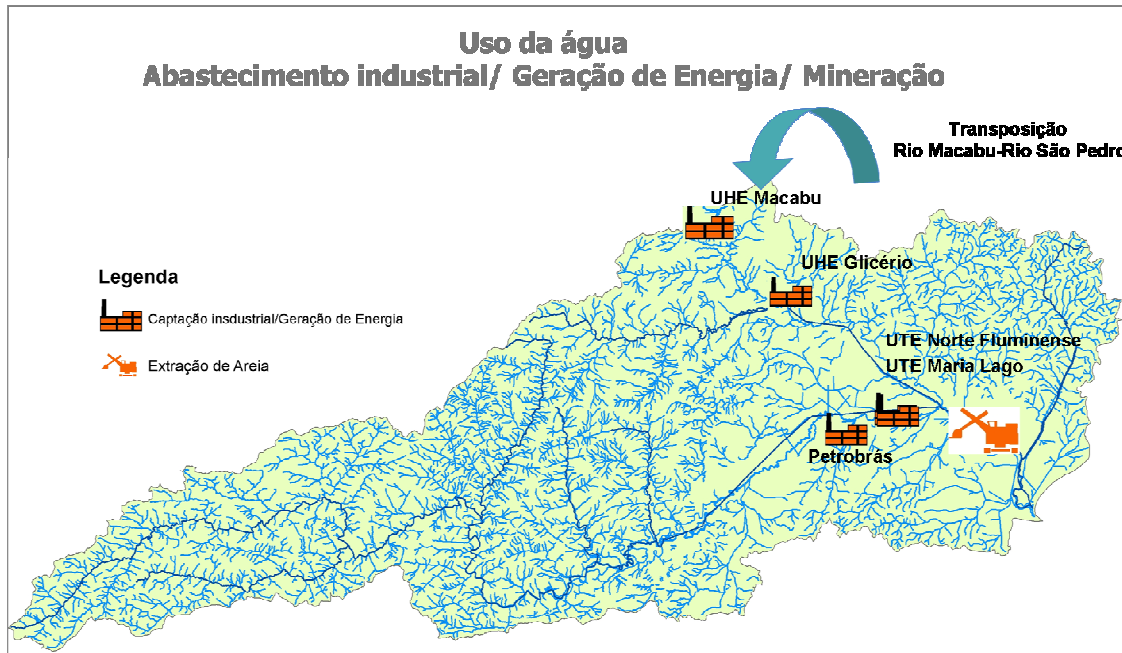 Uso da água
Abastecimento industrial/ Geração de Energia/ Mineração
Transposição
Rio Macabu-Rio São Pedro
UHE Macabu
UHE Glicério
Legenda
Captação insdustrial/Geração de Energia
UTE Norte Fluminense
UTE Maria Lago
Extração de Areia
Petrobrás